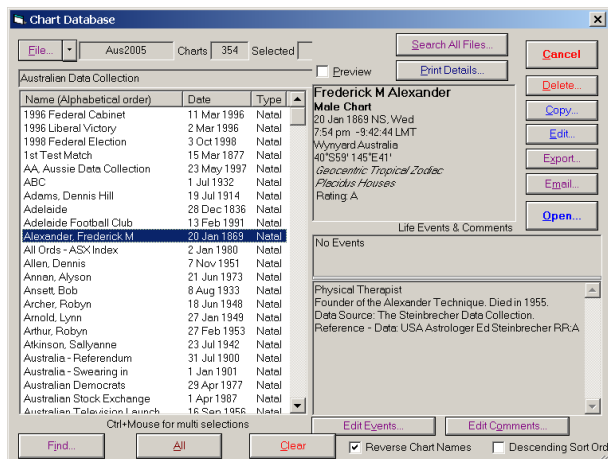 Chart Database
File... Aus2005 Charts 354 Selected
Search All Files...
Cancel
Australian Data Collection
Preview
Print Details...
Delete...
Copy...
Edit...
Export...
Email...
Open...
Name (Alphabetical order) Date Type
1996 Federal Cabinet 11 Mar 1996 Natal
1996 Liberal Victory 2 Mar 1996 Natal
1998 Federal Election 3 Oct 1998 Natal
1st Test Match 15 Mar 1877 Natal
AA, Aussie Data Collection 23 May 1997 Natal
ABC 1 Jul 1932 Natal
Adams, Dennis Hill 19 Jul 1914 Natal
Adelaide 28 Dec 1836 Natal
Adelaide Football Club 13 Feb 1991 Natal
Alexander, Frederick M 20 Jan 1869 Natal
All Ords - ASX Index 2 Jan 1980 Natal
Allen, Dennis 7 Nov 1951 Natal
Annan, Alyson 21 Jun 1973 Natal
Ansett, Bob 8 Aug 1933 Natal
Archer, Robyn 18 Jun 1948 Natal
Arnold, Lynn 27 Jan 1949 Natal
Arthur, Robyn 27 Feb 1953 Natal
Atkinson, Sallyanne 23 Jul 1942 Natal
Australia - Referendum 31 Jul 1900 Natal
Australia - Swearing in 1 Jan 1901 Natal
Australian Democrats 29 Apr 1977 Natal
Australian Stock Exchange 1 Apr 1987 Natal
Australian Television Launch 16 Sep 1956 Natal
Frederick M Alexander
Male Chart
20 Jan 1869 NS, Wed
7:54 pm -9:42:44 LMT
Wynyard Australia
40°S59' 145°E41'
Geocentric Tropical Zodiac
Placidus Houses
Rating: A
Life Events & Comments
No Events
Physical Therapist
Founder of the Alexander Technique. Died in 1955.
Data Source: The Steinbrecher Data Collection.
Reference - Data: USA Astrologer Ed Steinbrecher RR:A
Ctrl+Mouse for multi selections
Edit Events...
Edit Comments...
Find...
All
Clear
Reverse Chart Names
Descending Sort Ord